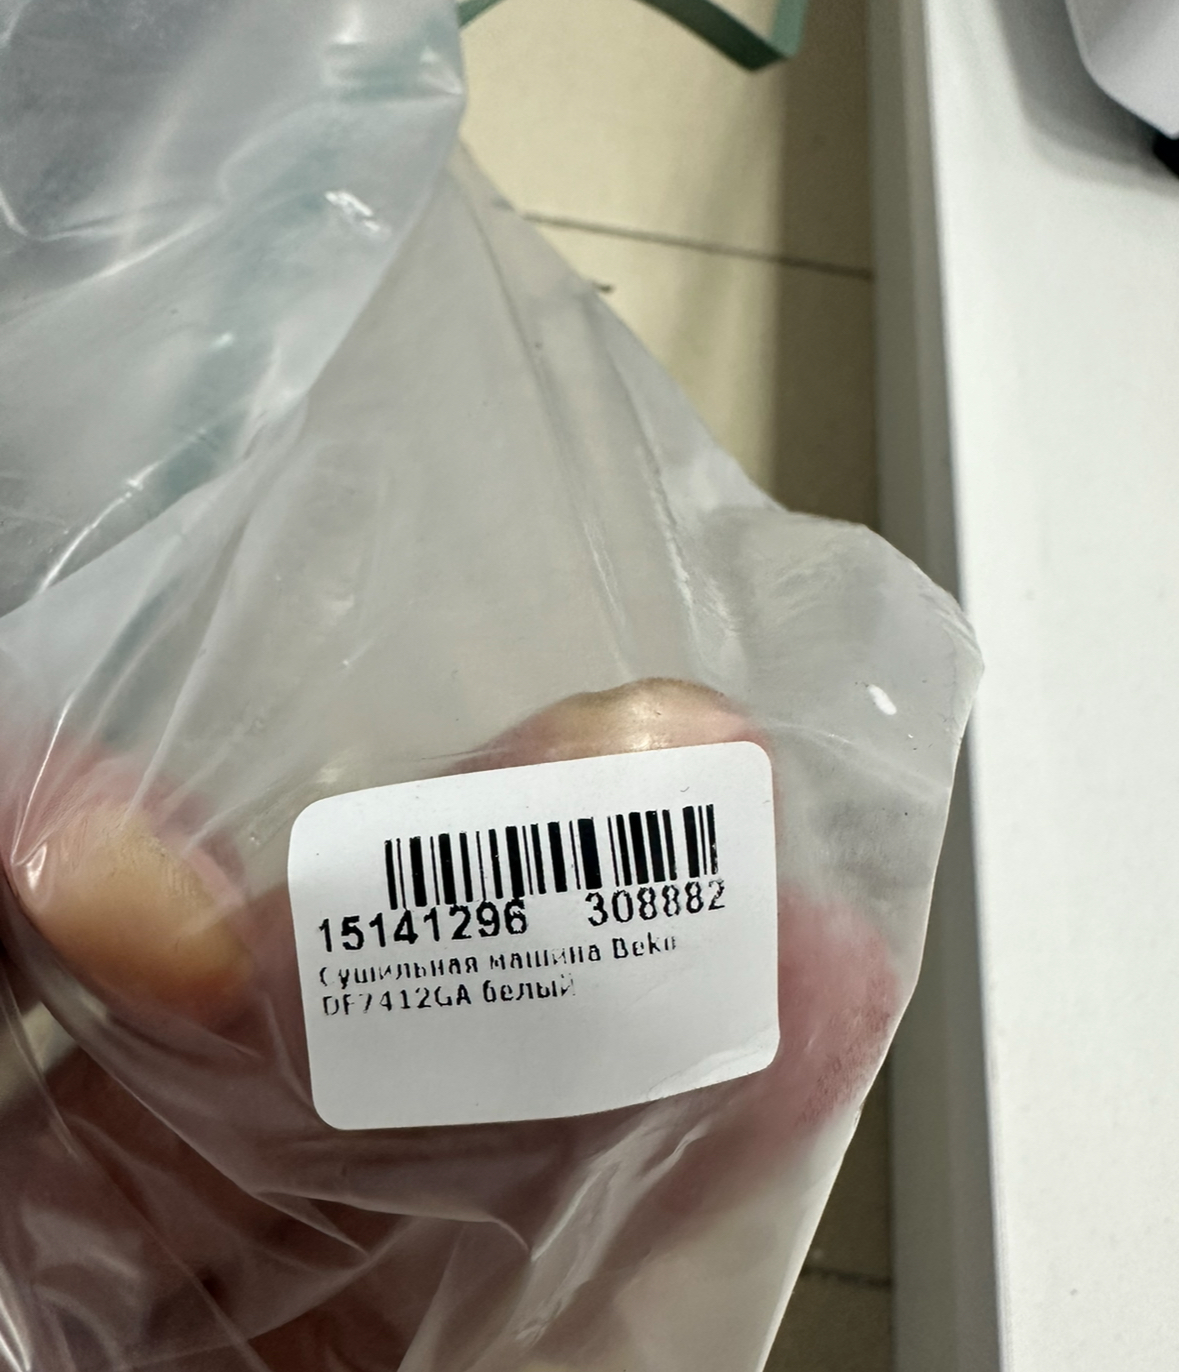 15141296 308882
Сушильная машина Beko
DF7412GA белый